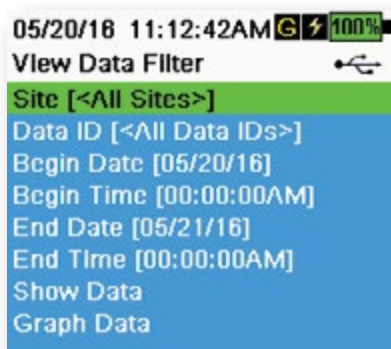 05/20/16 11:12:42AM G 100%
View Data Filter
Site [<All Sites>]
Data ID [<All Data IDs>]
Begin Date [05/20/16]
Begin Time [00:00:00AM]
End Date [05/21/16]
End Time [00:00:00AM]
Show Data
Graph Data